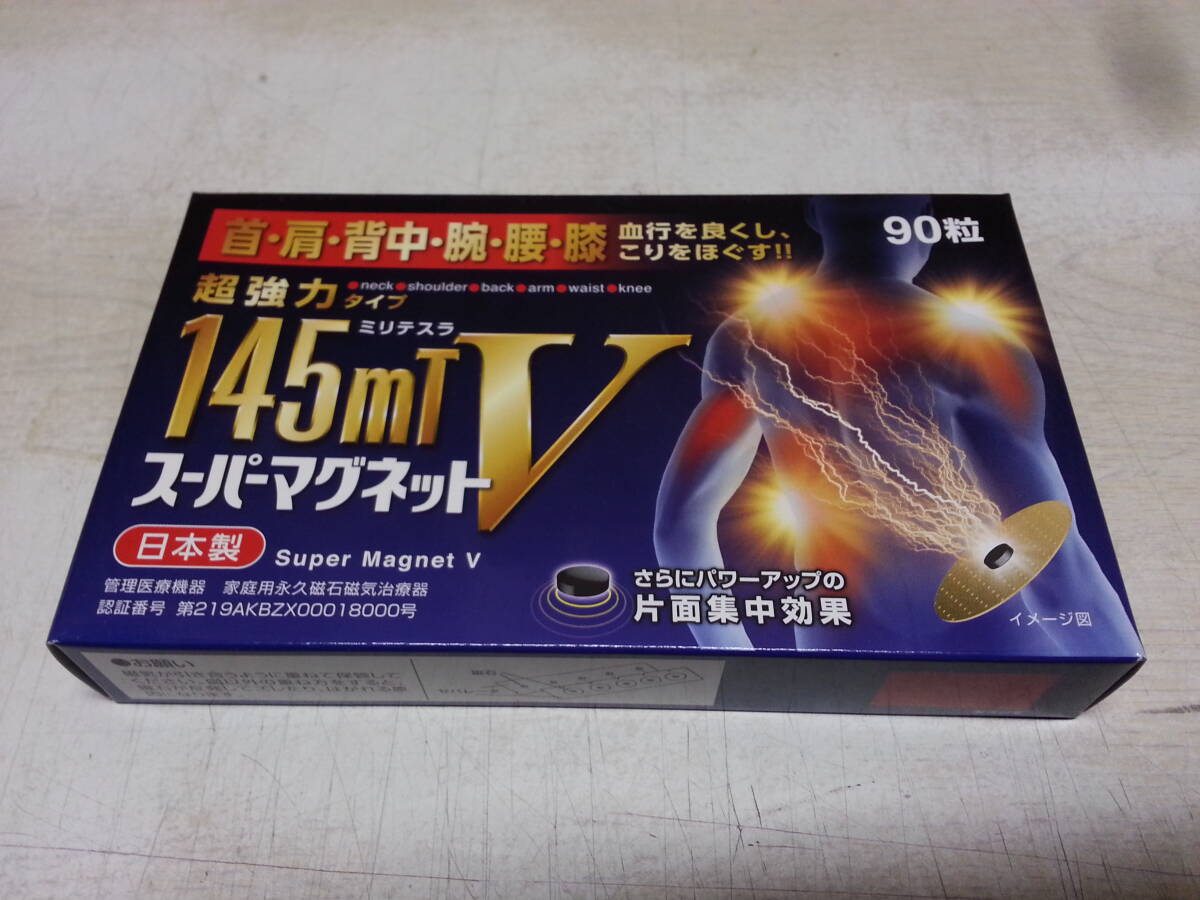 首・肩・背中・腕・腰・膝
血行を良くし、
こりをほぐす!!
90粒
●neck●shoulder●back●arm●waist●knee
超強力タイプ
ミリテスラ
145mT V
スーパーマグネット
日本製
Super Magnet V
管理医療機器 家庭用永久磁石磁気治療器
認証番号 第219AKBZX00018000号
さらにパワーアップの
片面集中効果
イメージ図
●お願い